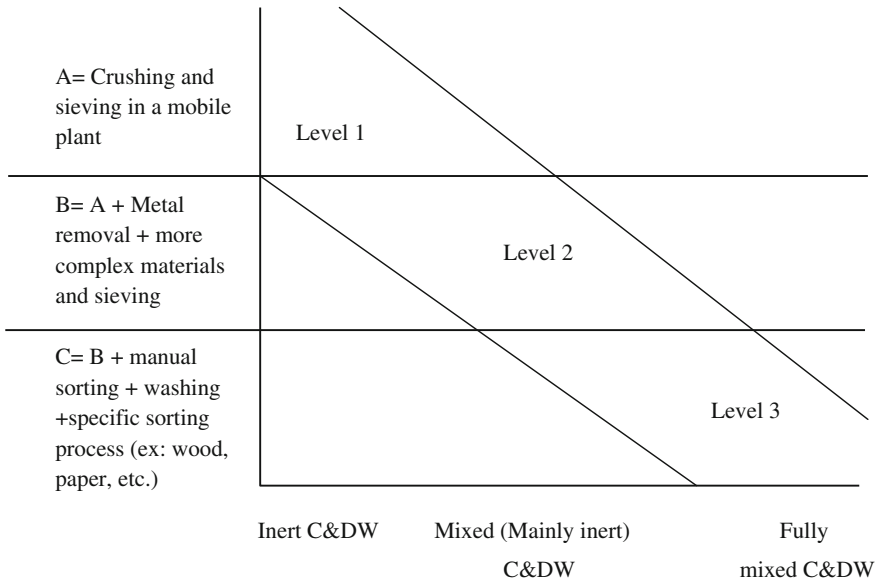 A= Crushing and
sieving in a mobile
plant
Level 1
B= A + Metal
removal + more
complex materials
and sieving
Level 2
C= B + manual
sorting + washing
+specific sorting
process (ex: wood,
paper, etc.)
Level 3
Inert C&DW
Mixed (Mainly inert)
C&DW
Fully
mixed C&DW